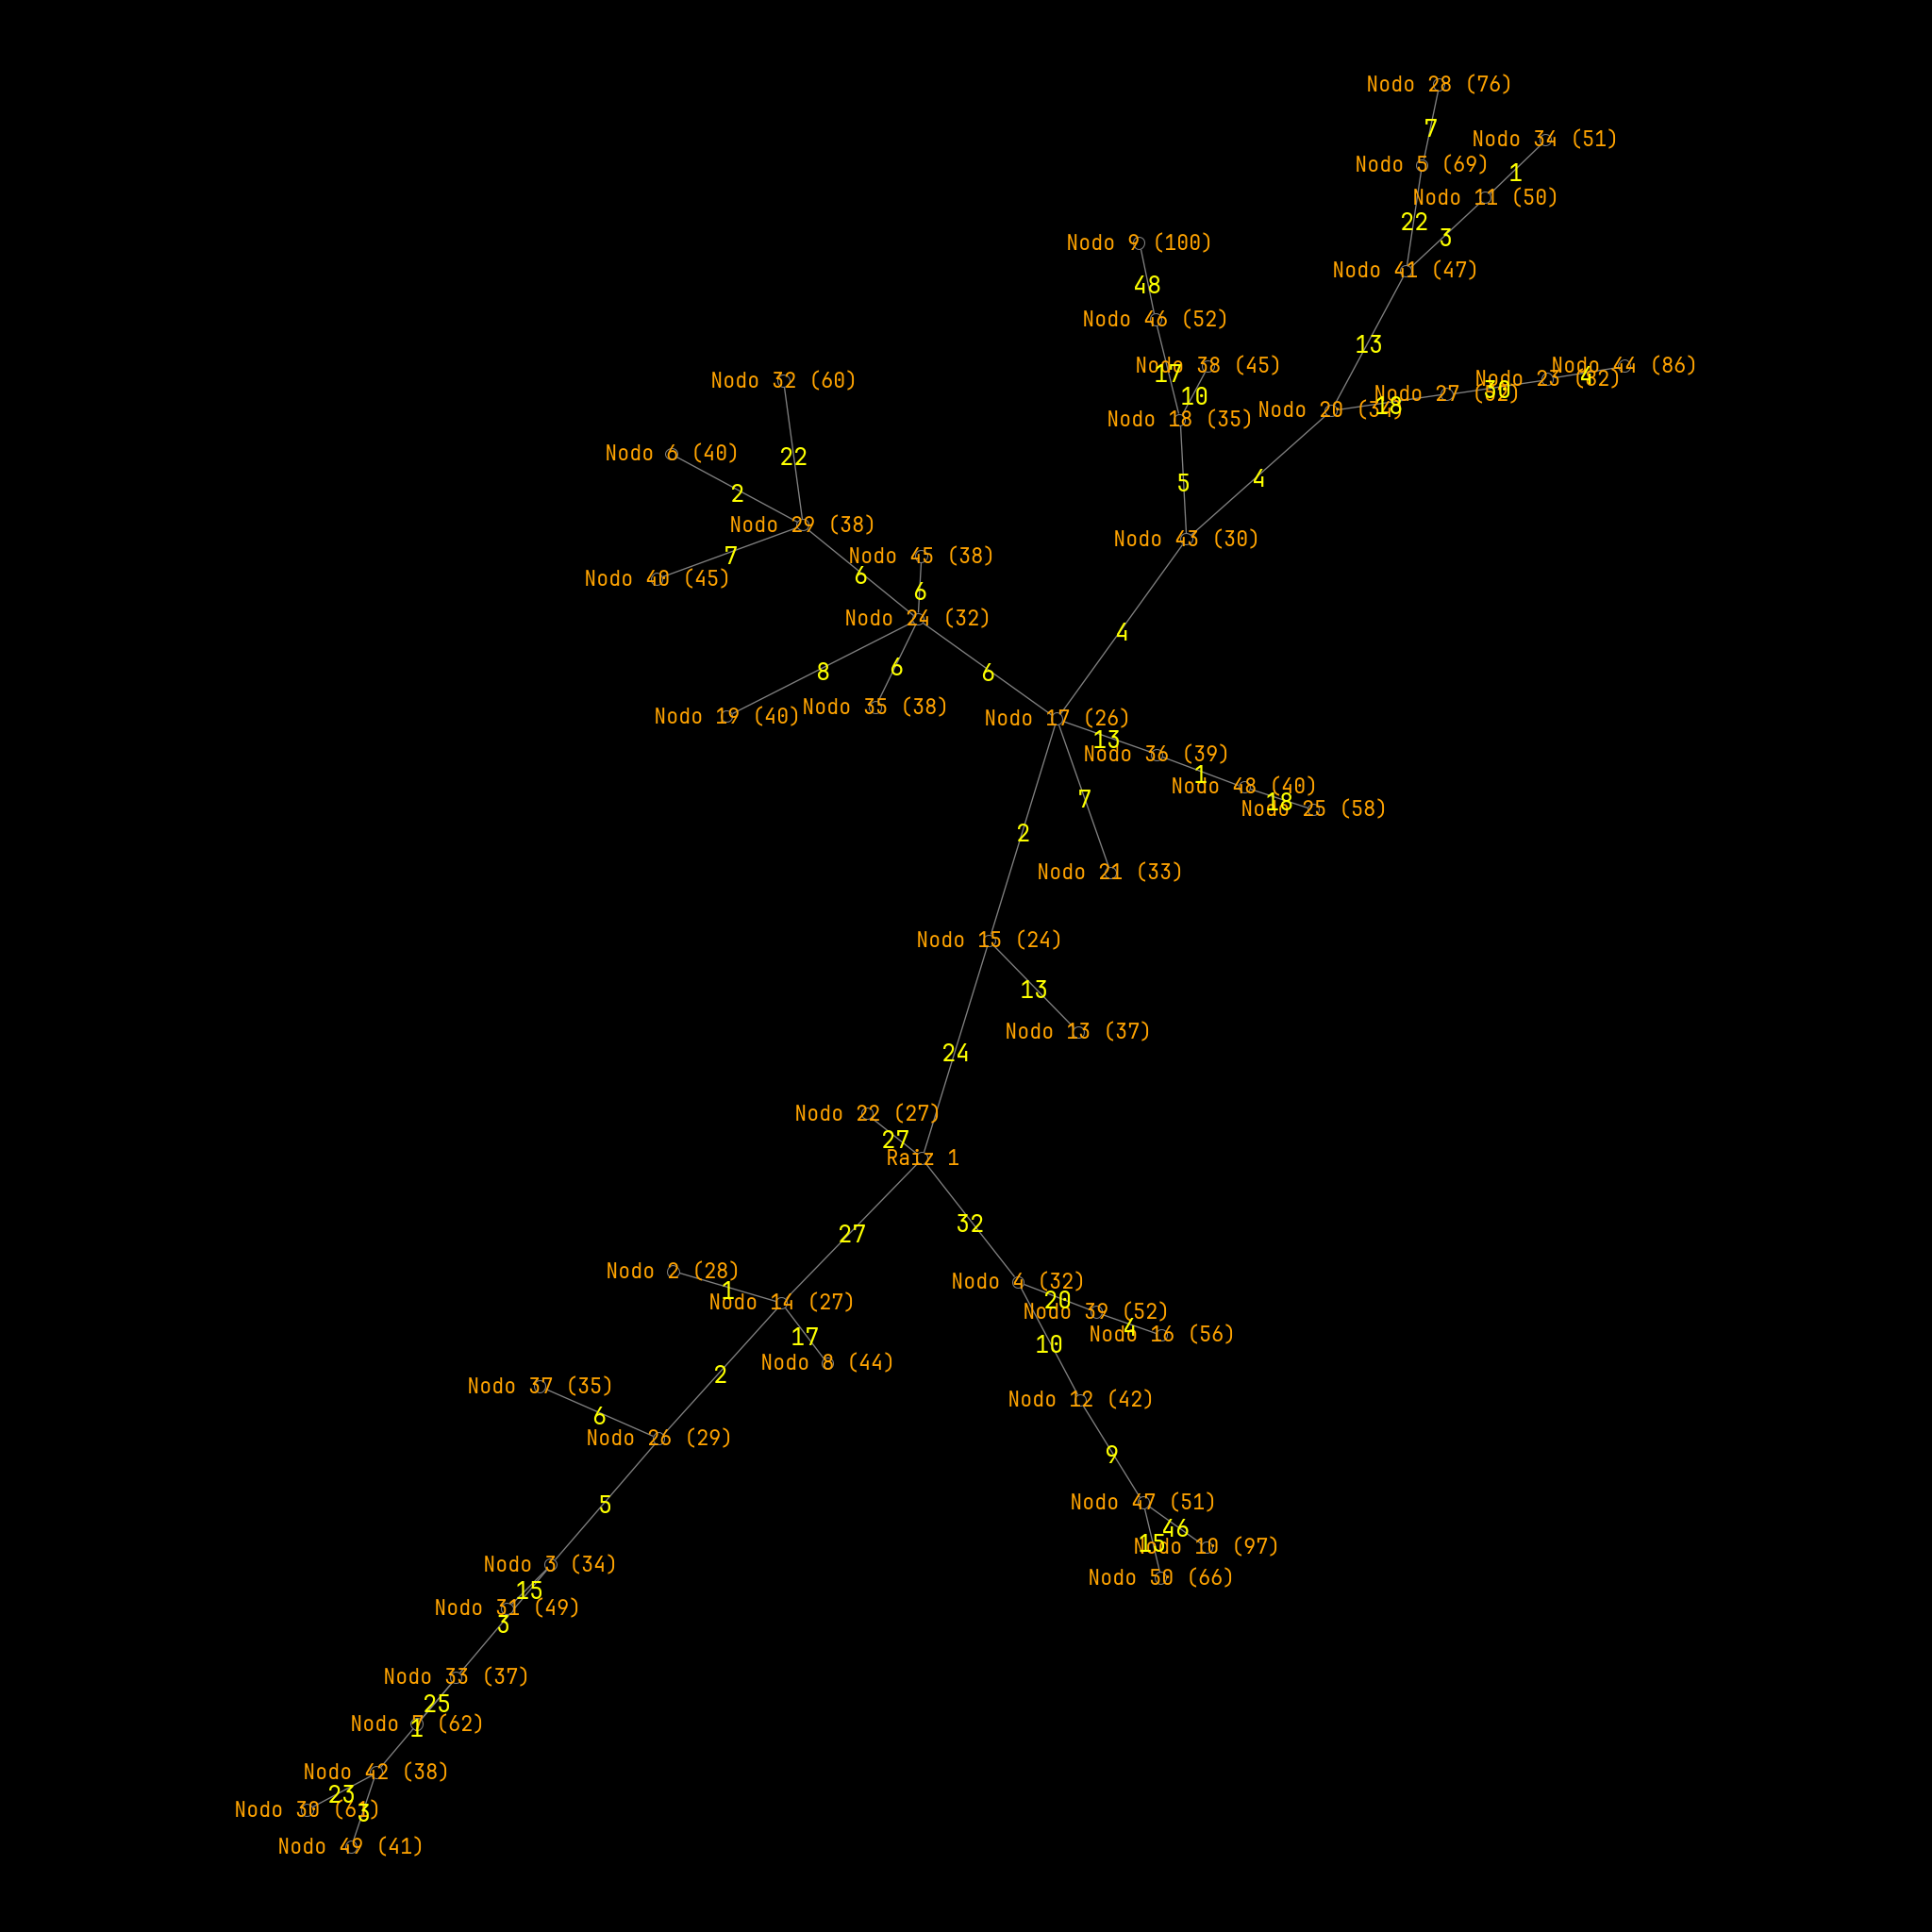 Nodo 28 (76)
7
Nodo 34 (51)
Nodo 5 (69)
1
Nodo 11 (50)
22
3
Nodo 9 (100)
Nodo 41 (47)
48
Nodo 46 (52)
13
Nodo 38 (45)
Nodo 44 (86)
17
4
Nodo 23 (82)
Nodo 32 (60)
30
Nodo 27 (52)
10
18
Nodo 20 (34)
Nodo 18 (35)
Nodo 6 (40)
22
4
5
2
Nodo 29 (38)
Nodo 43 (30)
Nodo 45 (38)
7
6
Nodo 40 (45)
6
Nodo 24 (32)
4
6
8
6
Nodo 35 (38)
Nodo 19 (40)
Nodo 17 (26)
13
Nodo 36 (39)
1
Nodo 48 (40)
7
18
Nodo 25 (58)
2
Nodo 21 (33)
Nodo 15 (24)
13
Nodo 13 (37)
24
Nodo 22 (27)
27
Raiz 1
32
27
Nodo 2 (28)
Nodo 4 (32)
1
20
Nodo 14 (27)
Nodo 39 (52)
4
Nodo 16 (56)
17
10
Nodo 8 (44)
2
Nodo 37 (35)
Nodo 12 (42)
6
Nodo 26 (29)
9
Nodo 47 (51)
5
46
15
Nodo 10 (97)
Nodo 3 (34)
Nodo 50 (66)
15
Nodo 31 (49)
3
Nodo 33 (37)
25
Nodo 7 (62)
1
Nodo 42 (38)
23
Nodo 30 (61)
3
Nodo 49 (41)